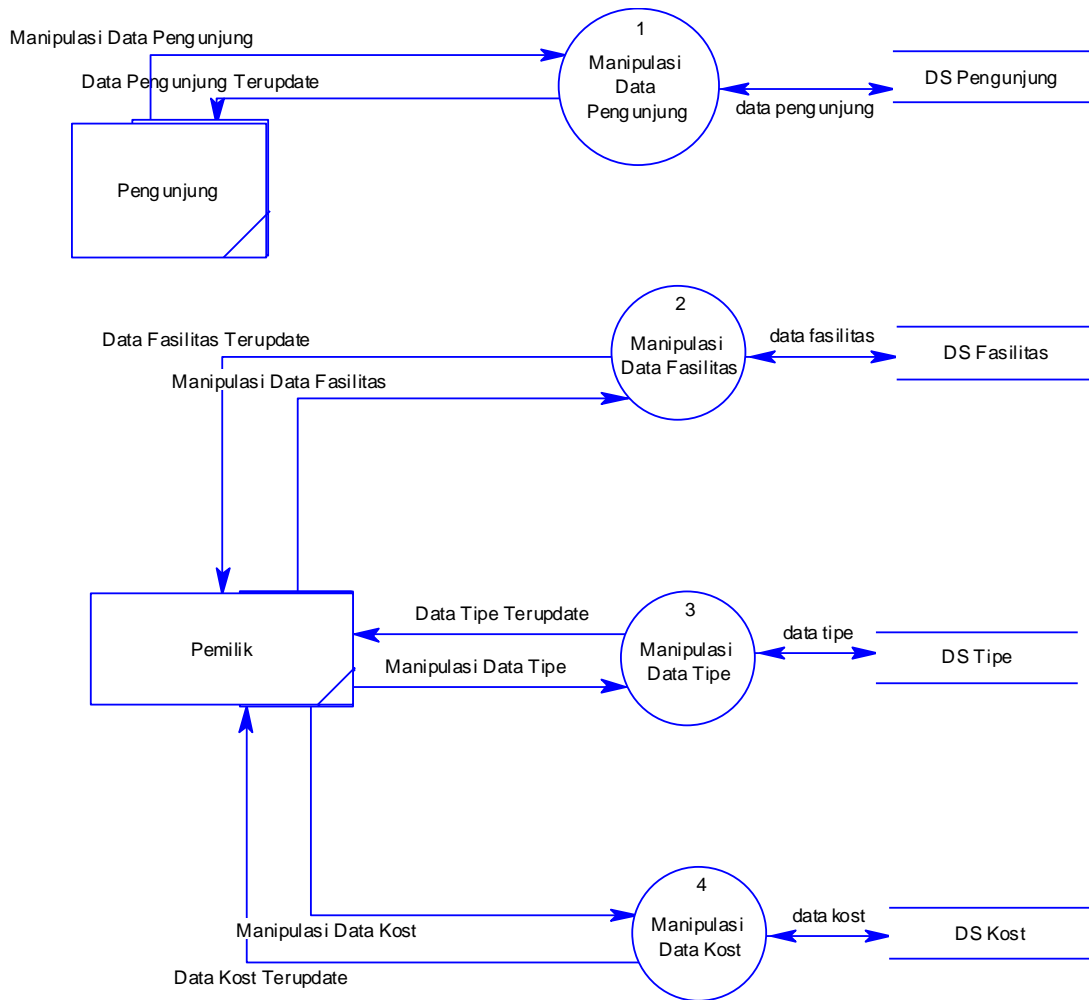 Manipulasi Data Pengunjung
Data Pengunjung Terupdate
1
Manipulasi
Data
Pengunjung
data pengunjung
DS Pengunjung
Pengunjung
2
Manipulasi
Data Fasilitas
data fasilitas
DS Fasilitas
Data Fasilitas Terupdate
Manipulasi Data Fasilitas
Pemilik
Data Tipe Terupdate
Manipulasi Data Tipe
3
Manipulasi
Data Tipe
data tipe
DS Tipe
4
Manipulasi
Data Kost
data kost
DS Kost
Manipulasi Data Kost
Data Kost Terupdate